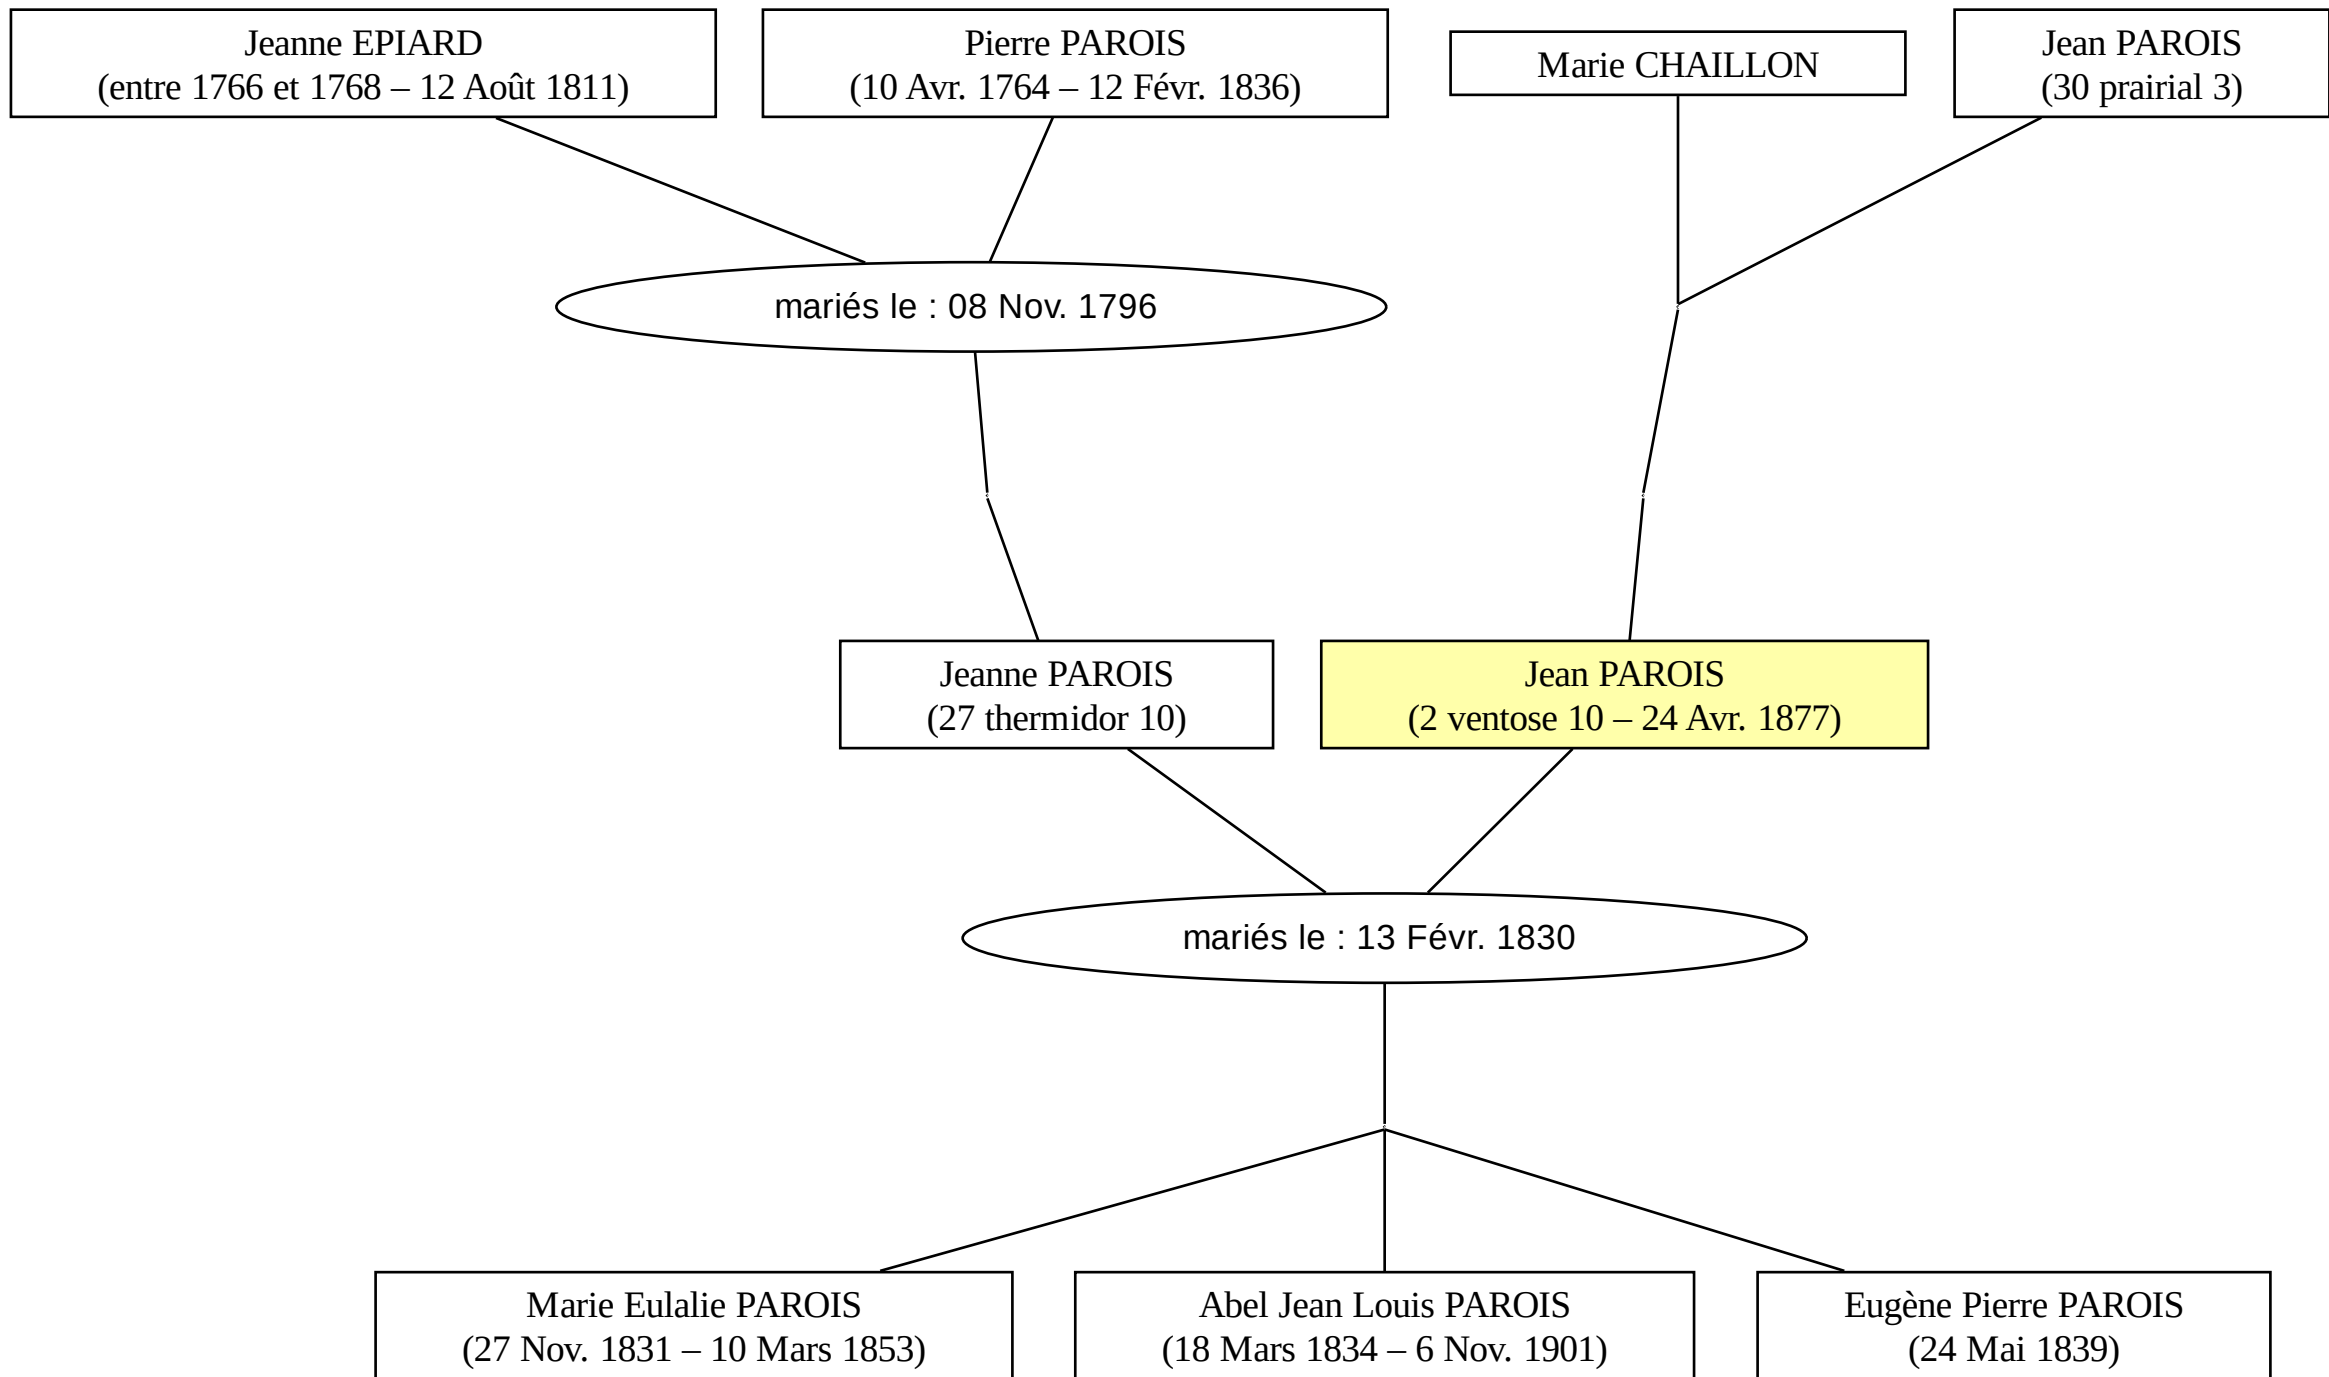 Jeanne EPIARD
(entre 1766 et 1768 – 12 Août 1811)
Pierre PAROIS
(10 Avr. 1764 – 12 Févr. 1836)
Marie CHAILLON
Jean PAROIS
(30 prairial 3)
mariés le : 08 Nov. 1796
Jeanne PAROIS
(27 thermidor 10)
Jean PAROIS
(2 ventose 10 – 24 Avr. 1877)
mariés le : 13 Févr. 1830
Marie Eulalie PAROIS
(27 Nov. 1831 – 10 Mars 1853)
Abel Jean Louis PAROIS
(18 Mars 1834 – 6 Nov. 1901)
Eugène Pierre PAROIS
(24 Mai 1839)